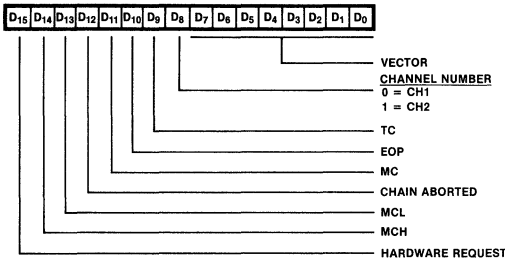 D15 D14 D13 D12 D11 D10 D9 D8 D7 D6 D5 D4 D3 D2 D1 D0
VECTOR
CHANNEL NUMBER
0 = CH1
1 = CH2
TC
EOP
MC
CHAIN ABORTED
MCL
MCH
HARDWARE REQUEST